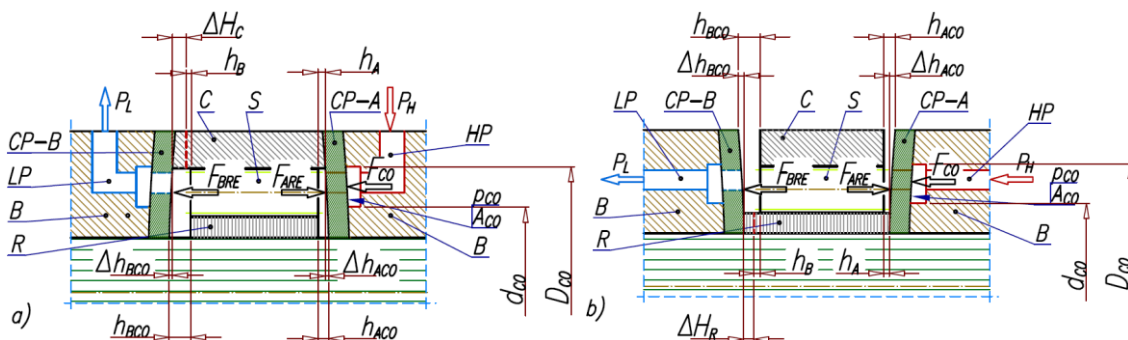 ΔH_C
h_B
h_A
P_L
C
S
CP-A
P_H
CP-B
HP
LP
F_BRE
F_ARE
F_CO
p_CO
A_CO
B
R
B
Δh_BCO
Δh_ACO
d_CO
D_CO
a)
h_BCO
h_ACO
h_BCO
h_ACO
Δh_BCO
Δh_ACO
LP
CP-B
C
S
CP-A
HP
P_L
F_BRE
F_ARE
F_CO
P_H
p_CO
A_CO
B
R
B
h_B
h_A
d_CO
D_CO
b)
ΔH_R